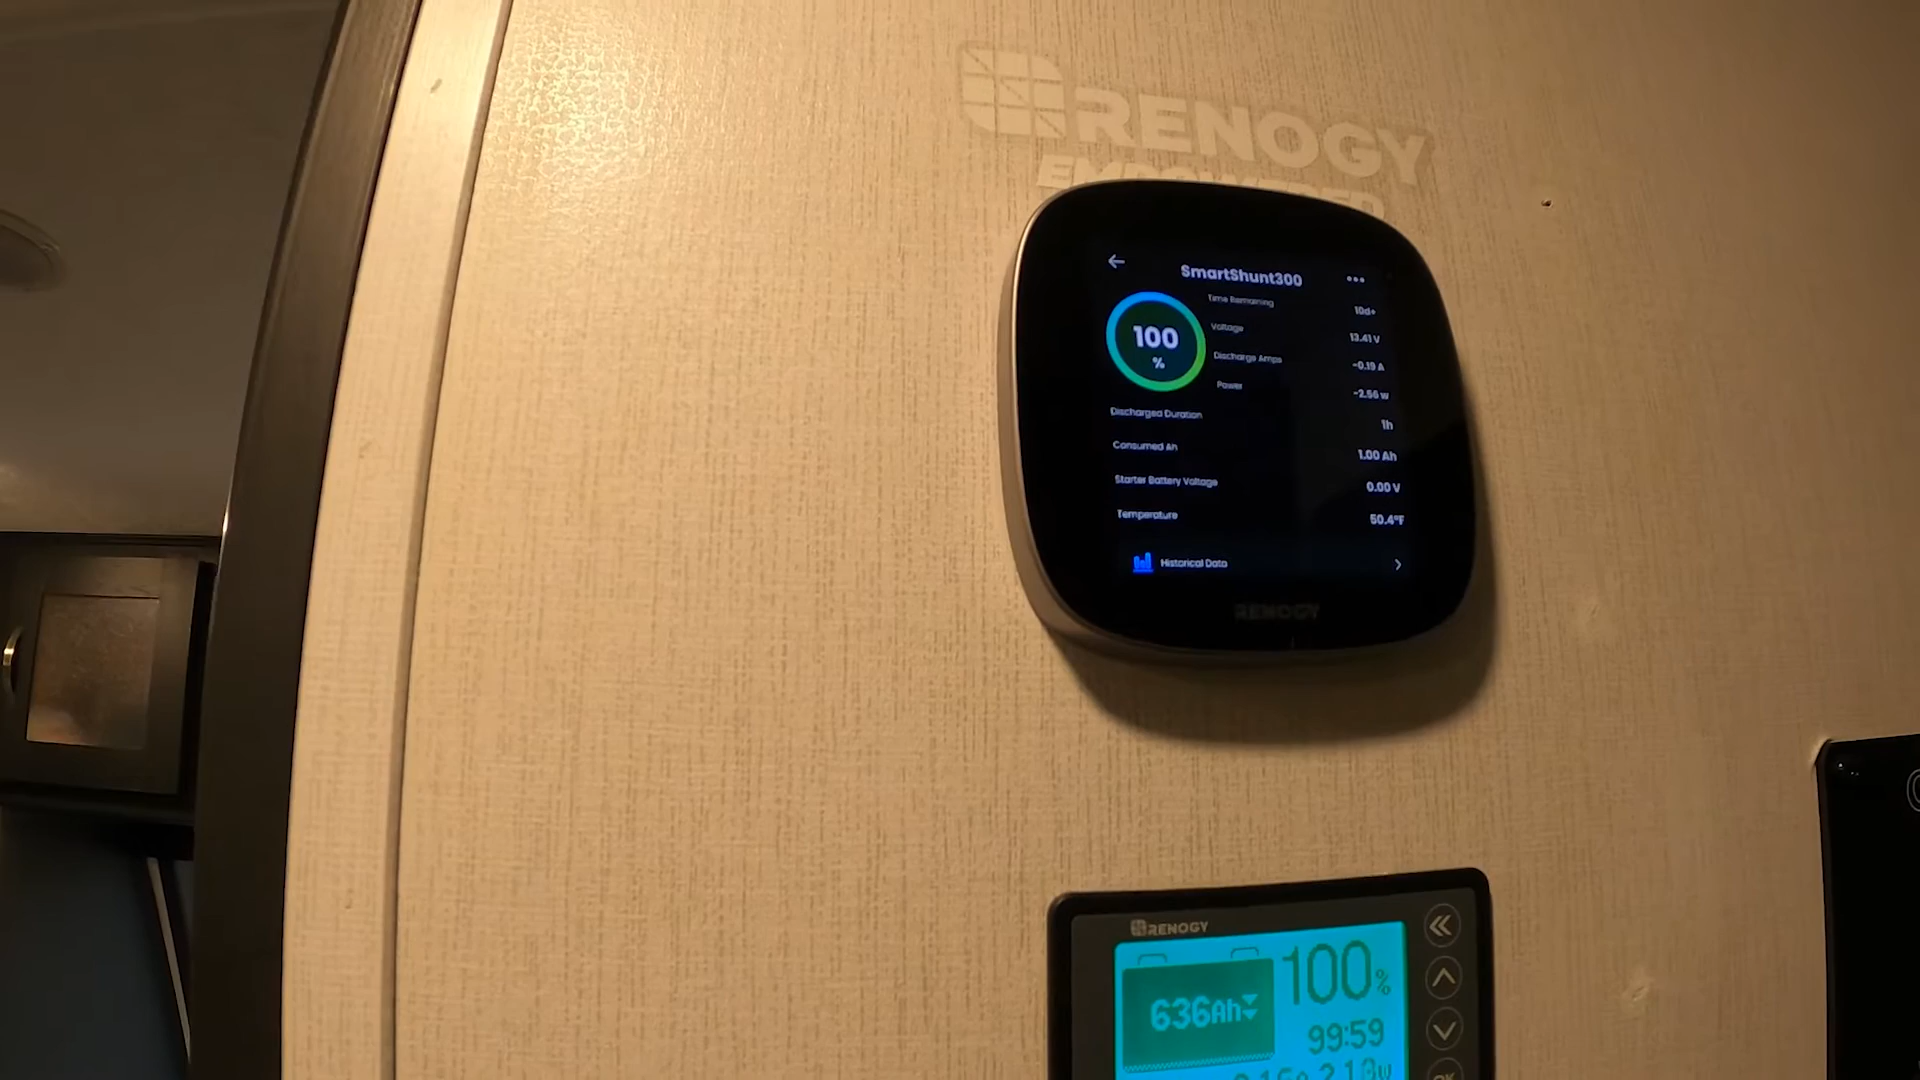 RENOGY
EMPOWERED
SmartShunt300
Time Remaining 10d+
Voltage 13.41 V
Discharge Amps -0.19 A
Power -2.56 w
Discharged Duration 1h
Consumed Ah 1.00 Ah
Starter Battery Voltage 0.00 V
Temperature 50.4°F
100
%
Historical Data
RENOGY
RENOGY
100%
636Ah
99:59
OK